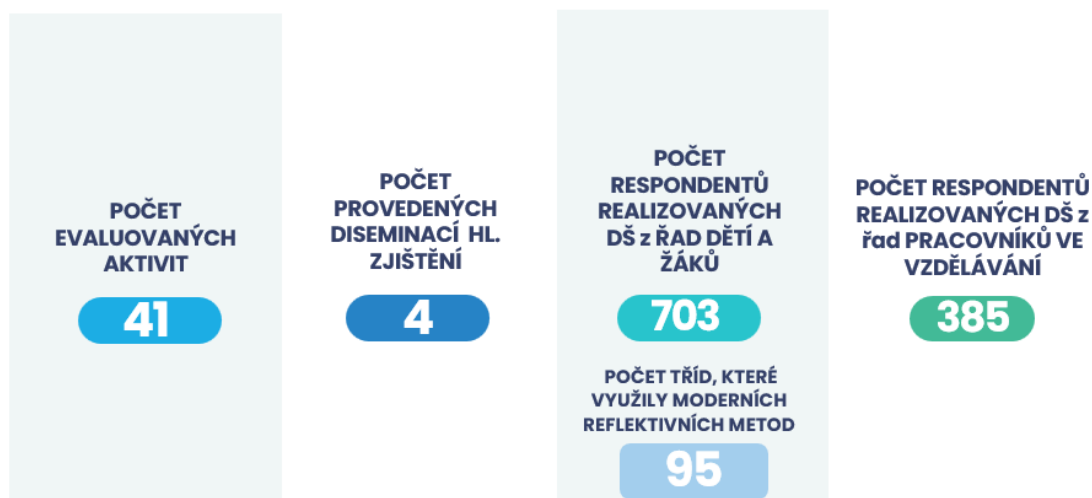 POČET
EVALUOVANÝCH
AKTIVIT
41
POČET
PROVEDENÝCH
DISEMINACÍ HL.
ZJIŠTĚNÍ
4
POČET
RESPONDENTŮ
REALIZOVANÝCH
DŠ z ŘAD DĚTÍ A
ŽÁKŮ
703
POČET TŘÍD, KTERÉ
VYUŽILY MODERNÍCH
REFLEKTIVNÍCH METOD
95
POČET RESPONDENTŮ
REALIZOVANÝCH DŠ z
řad PRACOVNÍKŮ VE
VZDĚLÁVÁNÍ
385